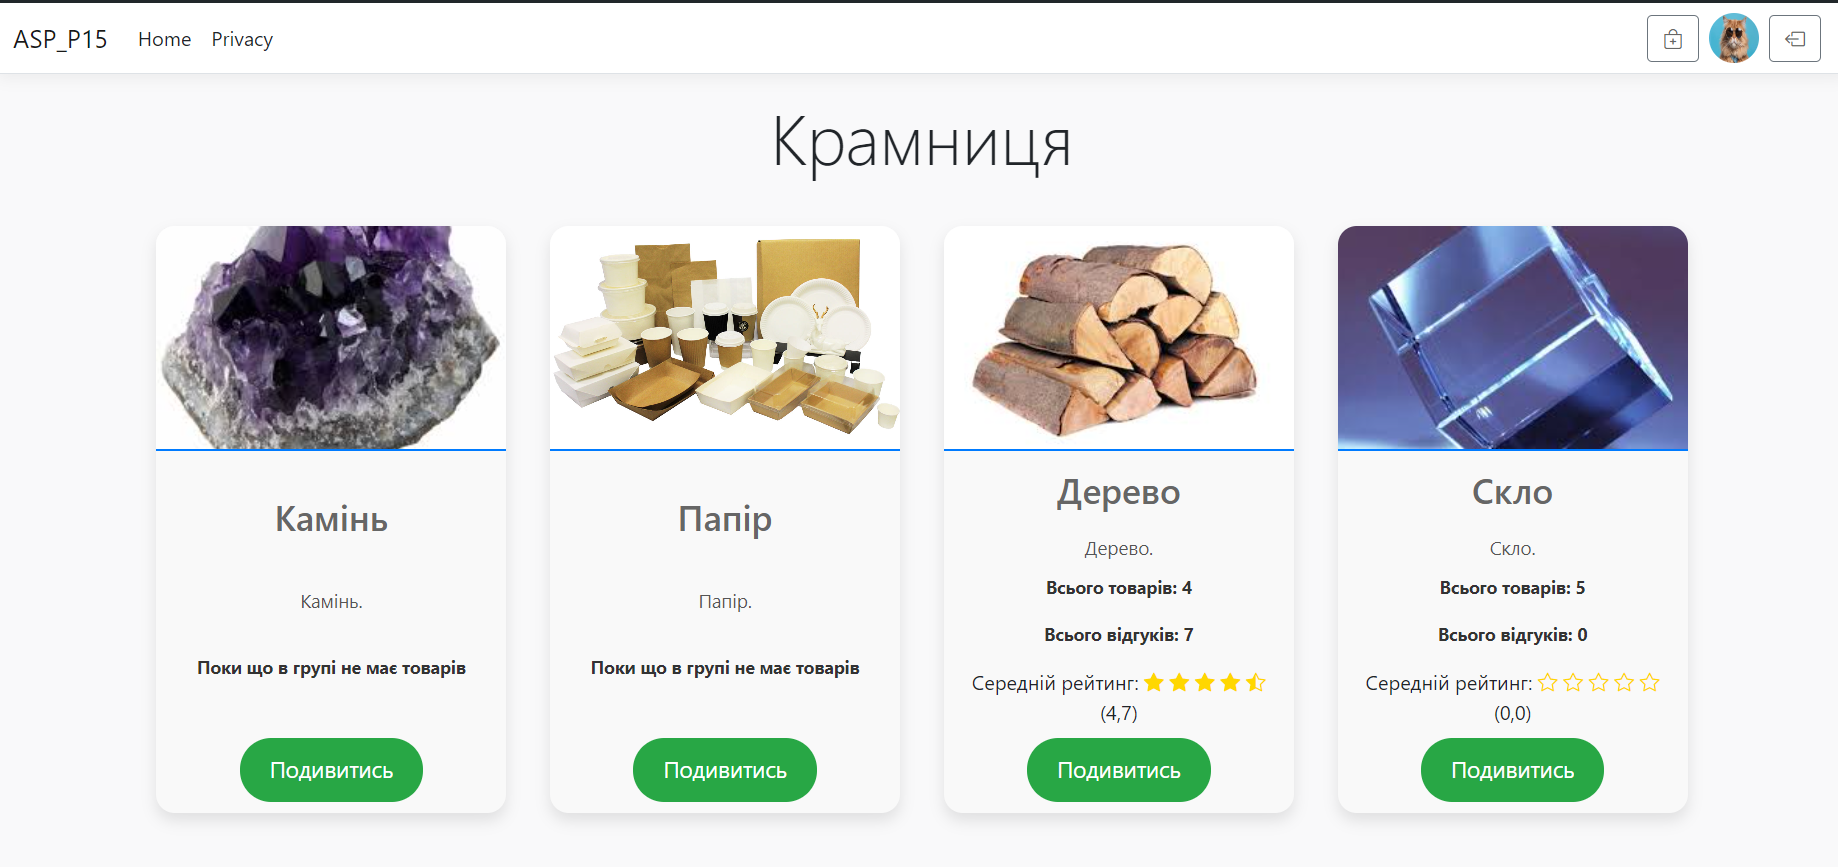 ASP_P15 Home Privacy
Крамниця
Камінь
Камінь.
Поки що в групі не має товарів
Подивитись
Папір
Папір.
Поки що в групі не має товарів
Подивитись
Дерево
Дерево.
Всього товарів: 4
Всього відгуків: 7
Середній рейтинг:
(4,7)
Подивитись
Скло
Скло.
Всього товарів: 5
Всього відгуків: 0
Середній рейтинг:
(0,0)
Подивитись